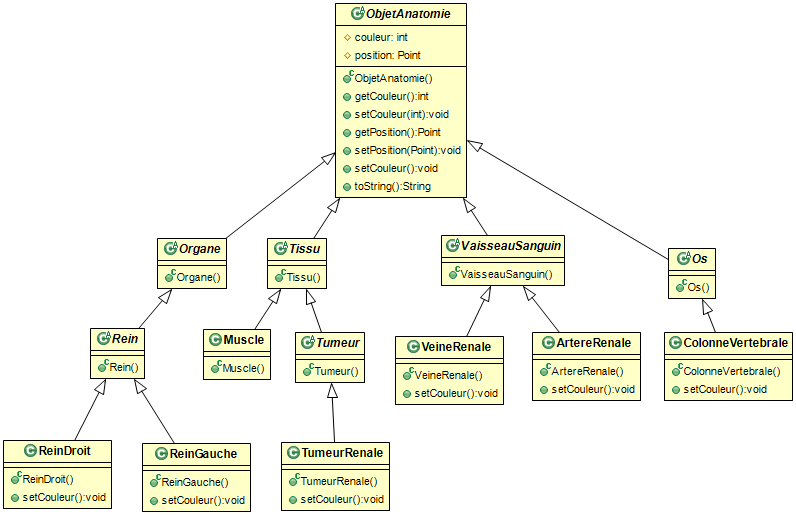 ObjetAnatomie
couleur: int
position: Point
ObjetAnatomie()
getCouleur():int
setCouleur(int):void
getPosition():Point
setPosition(Point):void
setCouleur():void
toString():String
Organe
Organe()
Tissu
Tissu()
VaisseauSanguin
VaisseauSanguin()
Os
Os()
Rein
Rein()
Muscle
Muscle()
Tumeur
Tumeur()
VeineRenale
VeineRenale()
setCouleur():void
ArtereRenale
ArtereRenale()
setCouleur():void
ColonneVertebrale
ColonneVertebrale()
setCouleur():void
ReinDroit
ReinDroit()
setCouleur():void
ReinGauche
ReinGauche()
setCouleur():void
TumeurRenale
TumeurRenale()
setCouleur():void